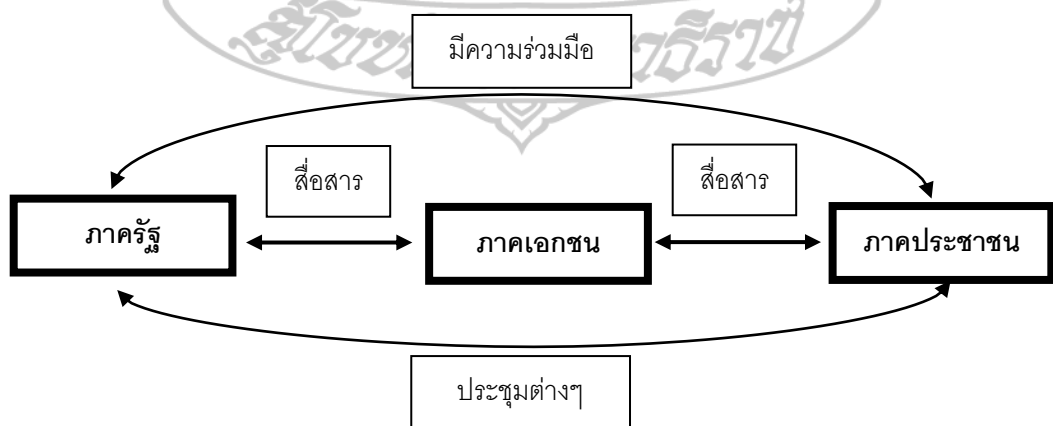 มีความร่วมมือ
สื่อสาร
สื่อสาร
ภาครัฐ
ภาคเอกชน
ภาคประชาชน
ประชุมต่างๆ